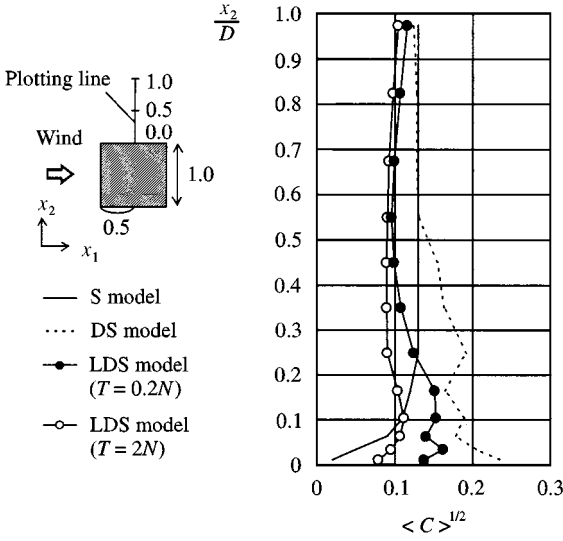 x₂
D
1.0
0.9
0.8
0.7
0.6
0.5
0.4
0.3
0.2
0.1
0
0
0.1
0.2
0.3
< C >^1/2
Plotting line
1.0
0.5
0.0
Wind
1.0
x₂
x₁
0.5
S model
DS model
LDS model
(T = 0.2N)
LDS model
(T = 2N)